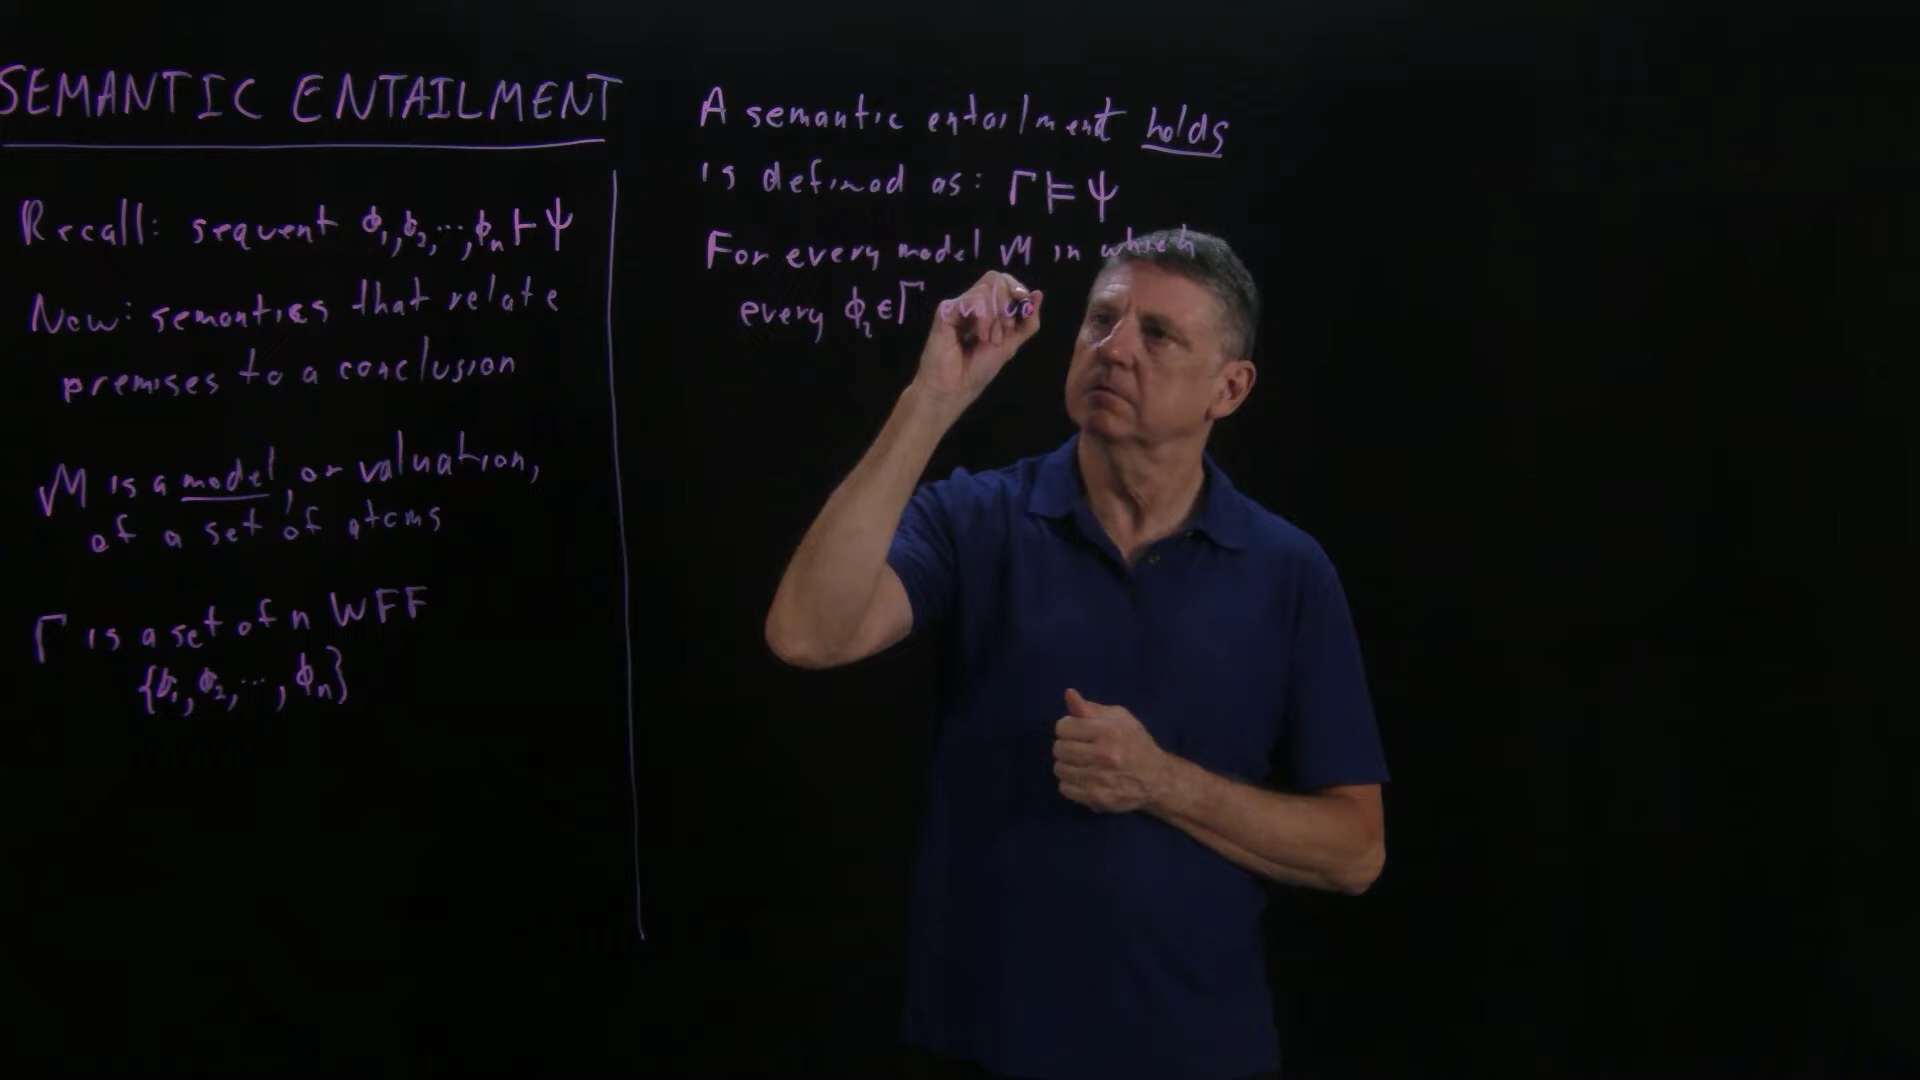 SEMANTIC ENTAILMENT
Recall: sequent ϕ₁,ϕ₂,…,ϕₙ ⊢ ψ
Now: semantics that relate
premises to a conclusion
M is a model, or valuation,
of a set of atoms
Γ is a set of n WFF
{ϕ₁,ϕ₂,…,ϕₙ}
A semantic entailment holds
is defined as: Γ ⊨ ψ
For every model M in which
every ϕᵢ ∈ Γ evalua